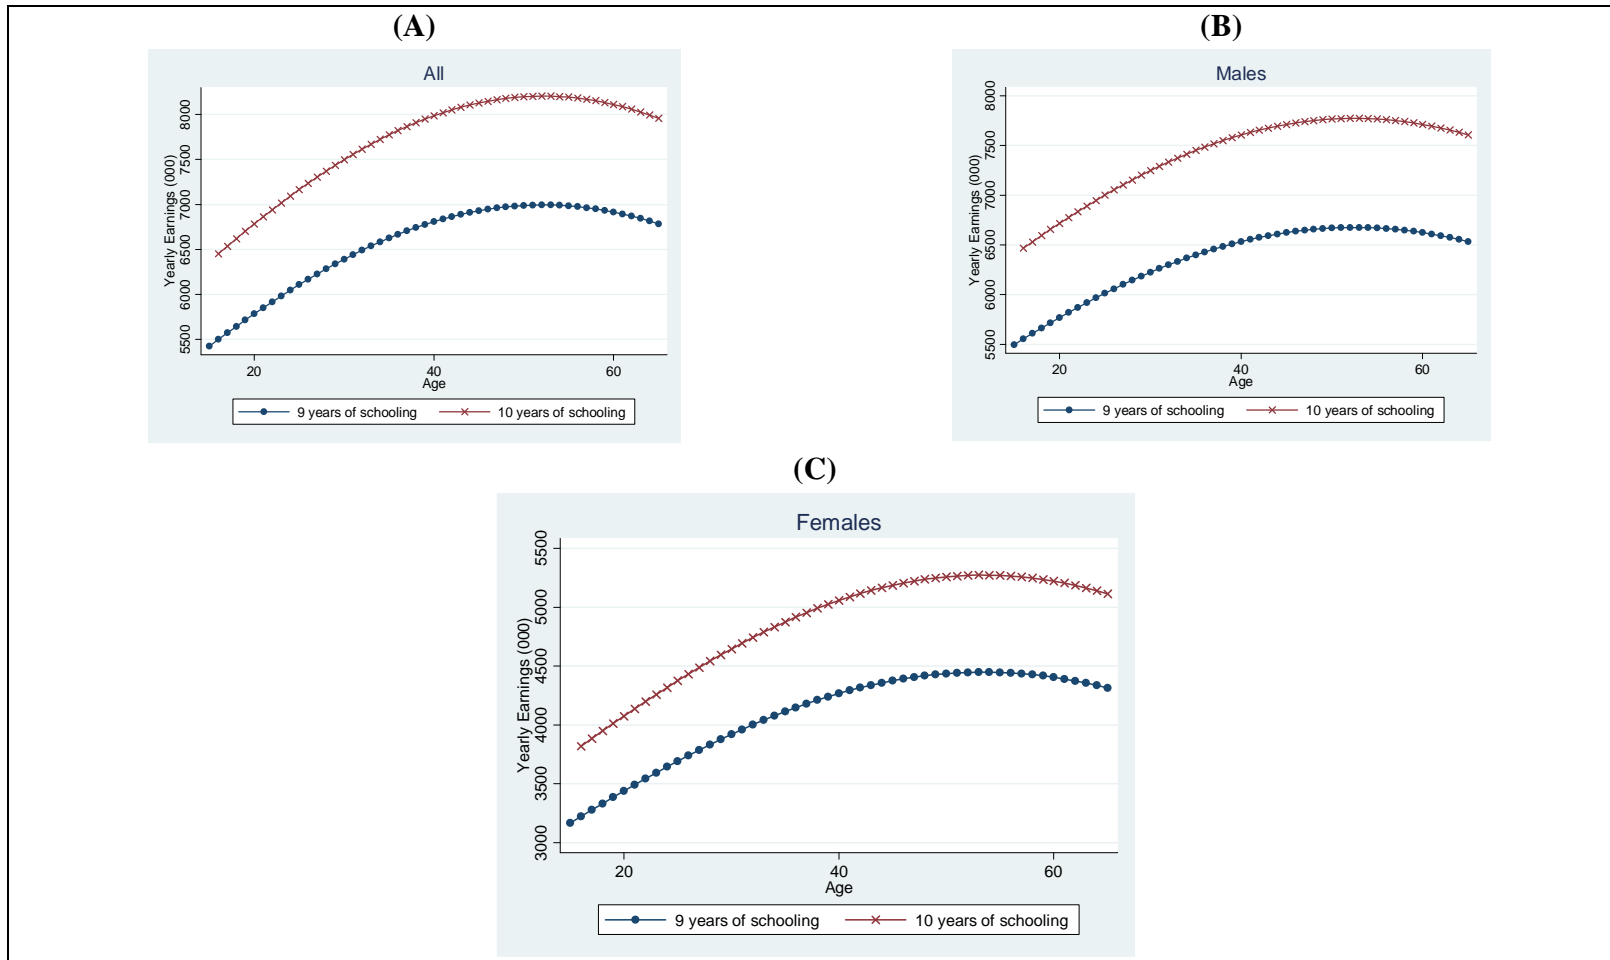 (A)
All
Yearly Earnings (000)
8000
7500
7000
6500
6000
5500
20
40
60
Age
9 years of schooling
10 years of schooling
(B)
Males
Yearly Earnings (000)
8000
7500
7000
6500
6000
5500
20
40
60
Age
9 years of schooling
10 years of schooling
(C)
Females
Yearly Earnings (000)
5500
5000
4500
4000
3500
3000
20
40
60
Age
9 years of schooling
10 years of schooling